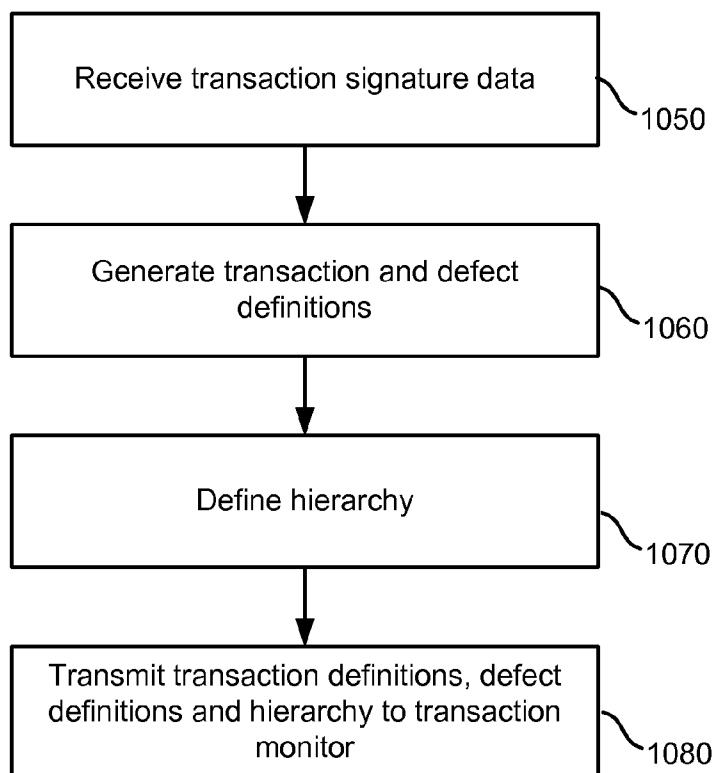 Receive transaction signature data
1050
Generate transaction and defect
definitions
1060
Define hierarchy
1070
Transmit transaction definitions, defect
definitions and hierarchy to transaction
monitor
1080